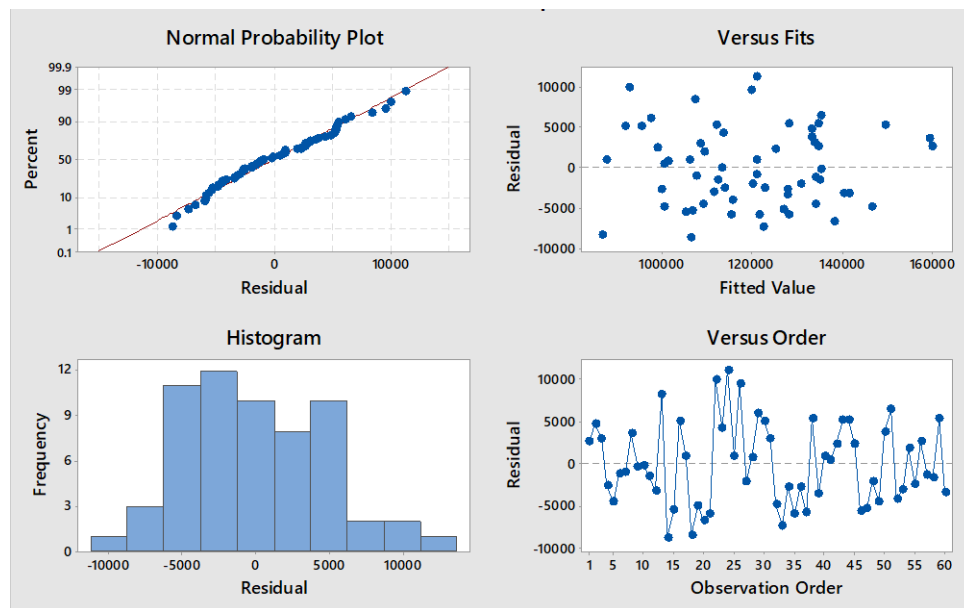 Normal Probability Plot
99.9
99
90
50
10
1
0.1
Percent
-10000 0 10000
Residual
Versus Fits
10000
5000
0
-5000
-10000
Residual
100000 120000 140000 160000
Fitted Value
Histogram
12
9
6
3
0
Frequency
-10000 -5000 0 5000 10000
Residual
Versus Order
10000
5000
0
-5000
-10000
Residual
1 5 10 15 20 25 30 35 40 45 50 55 60
Observation Order